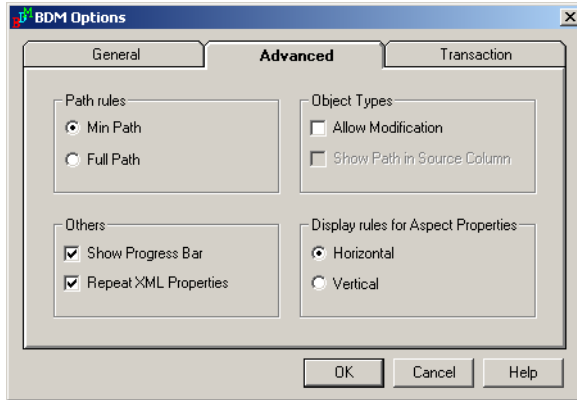 BDM BDM Options
General Advanced Transaction
Path rules
Min Path
Full Path
Object Types
Allow Modification
Show Path in Source Column
Others
Show Progress Bar
Repeat XML Properties
Display rules for Aspect Properties
Horizontal
Vertical
OK Cancel Help